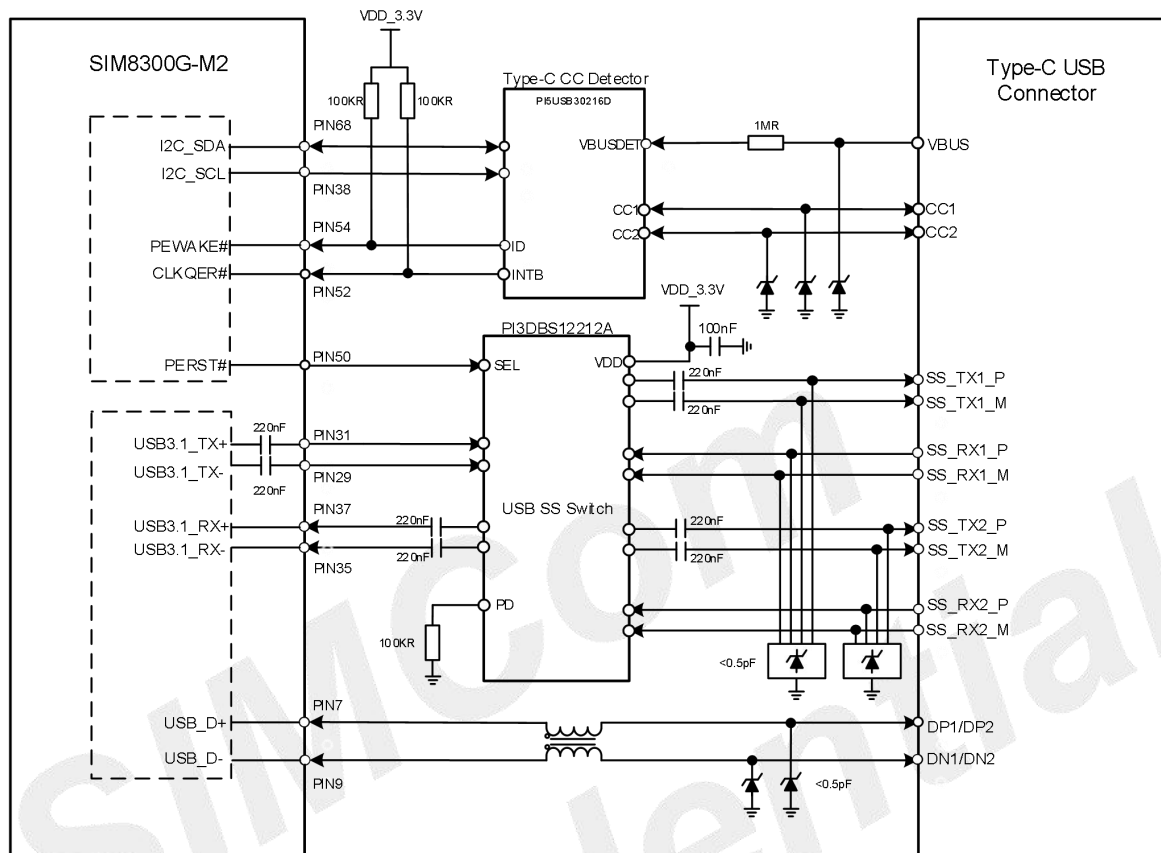 VDD_3.3V
SIM8300G-M2
Type-C CC Detector
PI5USB30216D
Type-C USB
Connector
100KR
100KR
1MR
PIN68
I2C_SDA
VBUSDET
VBUS
I2C_SCL
PIN38
CC1
CC1
PIN54
CC2
CC2
PEWAKE#
ID
CLKQER#
INTB
PIN52
VDD_3.3V
PI3DBS12212A
100nF
PERST#
PIN50
SEL
VDD
220nF
SS_TX1_P
220nF
SS_TX1_M
220nF
PIN31
USB3.1_TX+
SS_RX1_P
USB3.1_TX-
SS_RX1_M
220nF
PIN29
PIN37
USB SS Switch
USB3.1_RX+
220nF
220nF
SS_TX2_P
USB3.1_RX-
220nF
220nF
SS_TX2_M
PIN35
PD
SS_RX2_P
SS_RX2_M
100KR
<0.5pF
PIN7
USB_D+
DP1/DP2
USB_D-
DN1/DN2
PIN9
<0.5pF
SIMCom